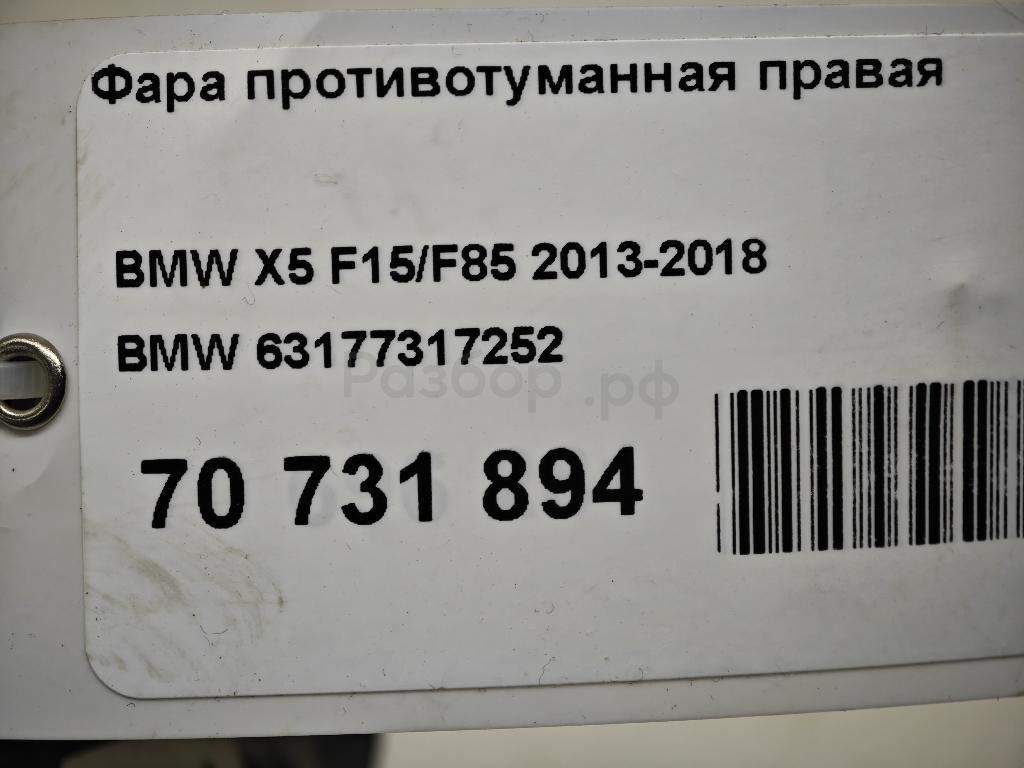 Фара противотуманная правая
BMW X5 F15/F85 2013-2018
BMW 63177317252
Разбор.рф
70 731 894